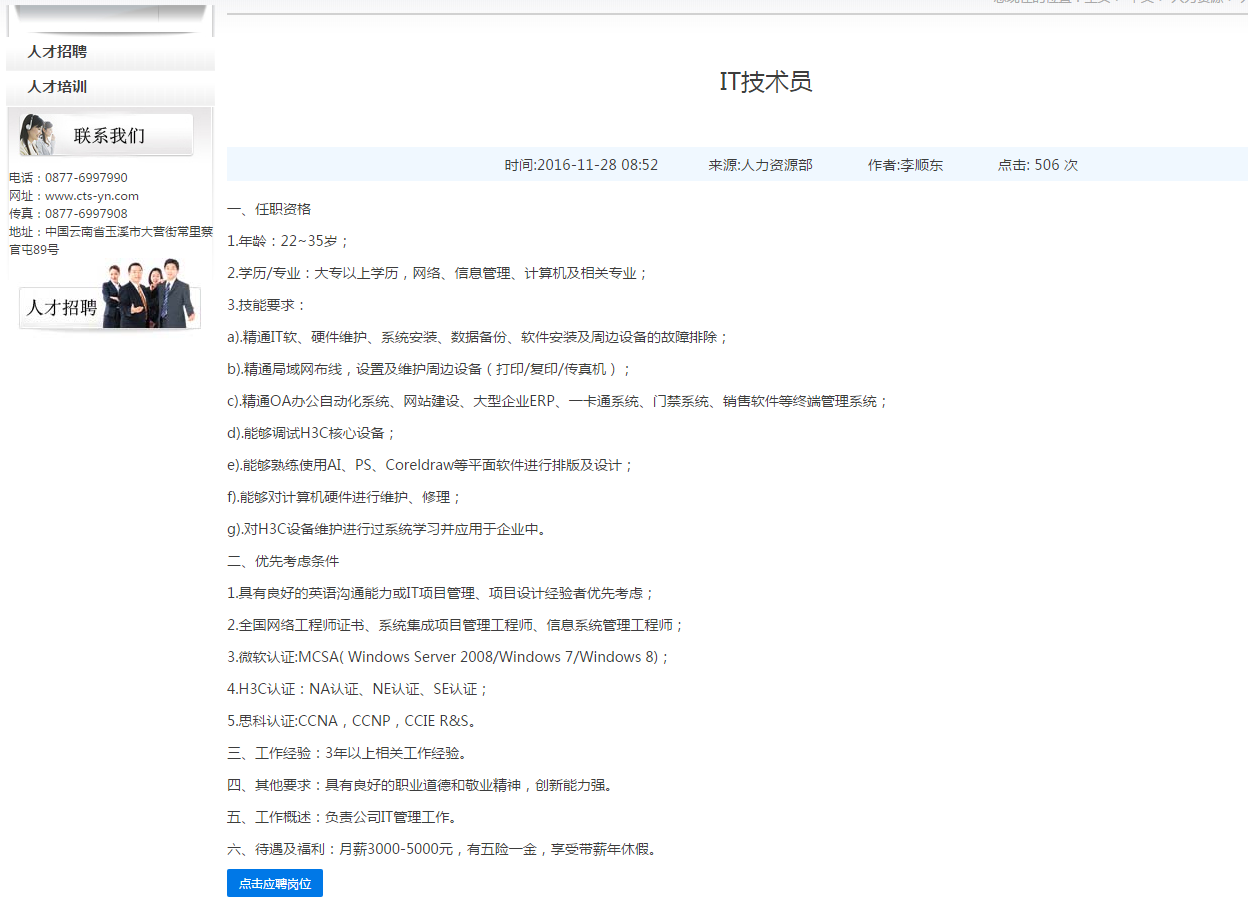 人才招聘
人才培训
联系我们
电话：0877-6997990
网址：www.cts-yn.com
传真：0877-6997908
地址：中国云南省玉溪市大营街常里蔡
官屯89号
人才招聘
IT技术员
时间:2016-11-28 08:52 来源:人力资源部 作者:李顺东 点击: 506 次
一、任职资格
1.年龄：22~35岁；
2.学历/专业：大专以上学历，网络、信息管理、计算机及相关专业；
3.技能要求：
a).精通IT软、硬件维护、系统安装、数据备份、软件安装及周边设备的故障排除；
b).精通局域网布线，设置及维护周边设备（打印/复印/传真机）；
c).精通OA办公自动化系统、网站建设、大型企业ERP、一卡通系统、门禁系统、销售软件等终端管理系统；
d).能够调试H3C核心设备；
e).能够熟练使用AI、PS、Coreldraw等平面软件进行排版及设计；
f).能够对计算机硬件进行维护、修理；
g).对H3C设备维护进行过系统学习并应用于企业中。
二、优先考虑条件
1.具有良好的英语沟通能力或IT项目管理、项目设计经验者优先考虑；
2.全国网络工程师证书、系统集成项目管理工程师、信息系统管理工程师；
3.微软认证:MCSA( Windows Server 2008/Windows 7/Windows 8)；
4.H3C认证：NA认证、NE认证、SE认证；
5.思科认证:CCNA，CCNP，CCIE R&S。
三、工作经验：3年以上相关工作经验。
四、其他要求：具有良好的职业道德和敬业精神，创新能力强。
五、工作概述：负责公司IT管理工作。
六、待遇及福利：月薪3000-5000元，有五险一金，享受带薪年休假。
点击应聘岗位